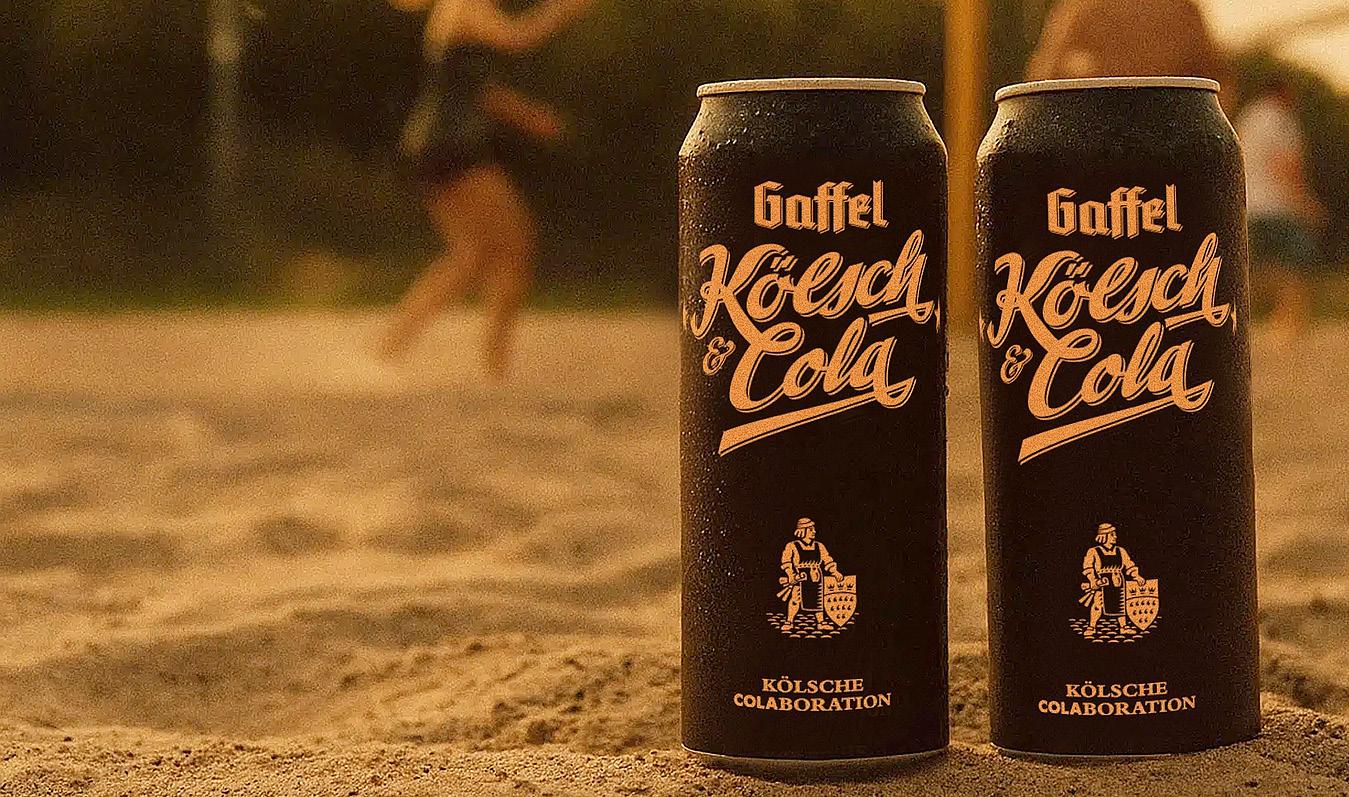 Gaffel
Kölsch
& Cola
KÖLSCHE
COLABORATION
Gaffel
Kölsch
& Cola
KÖLSCHE
COLABORATION